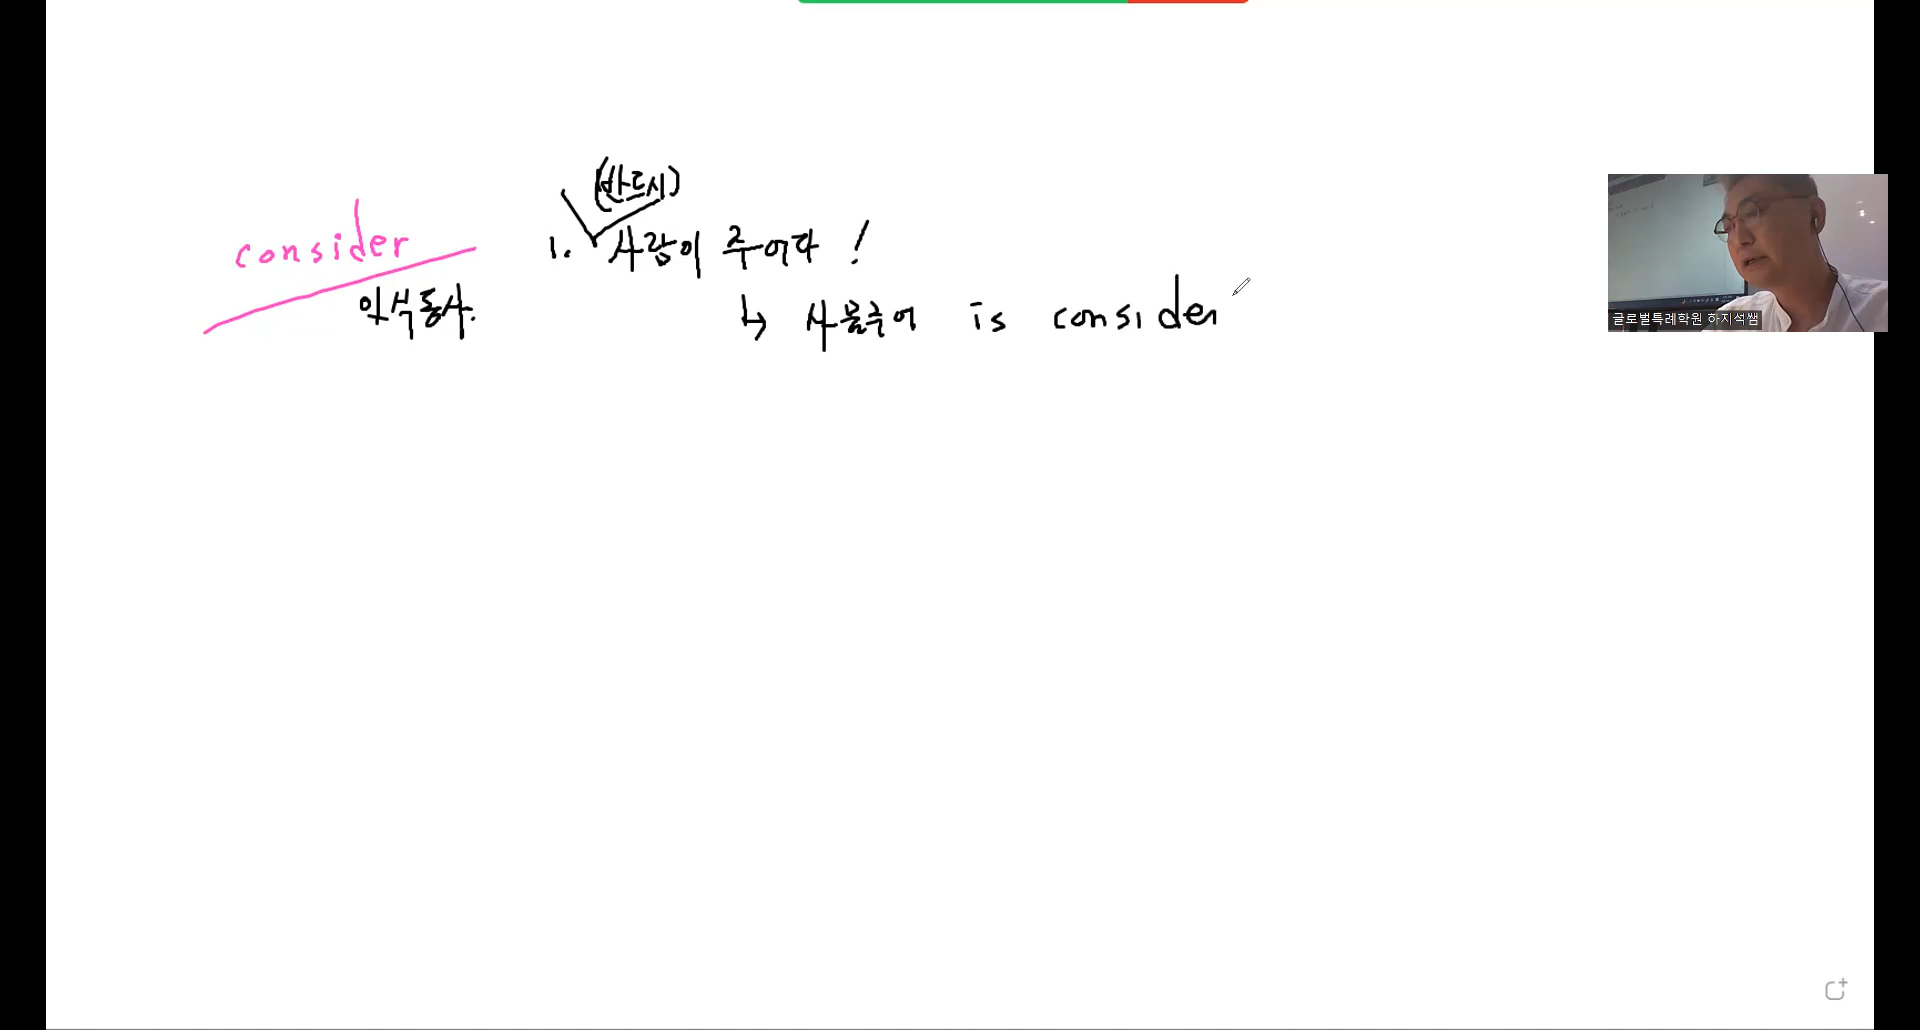 (반드시)
consider 1. 사람이 주어다 !
인식동사.
↳ 사물주어 is consider
글로벌특례학원 하지석쌤